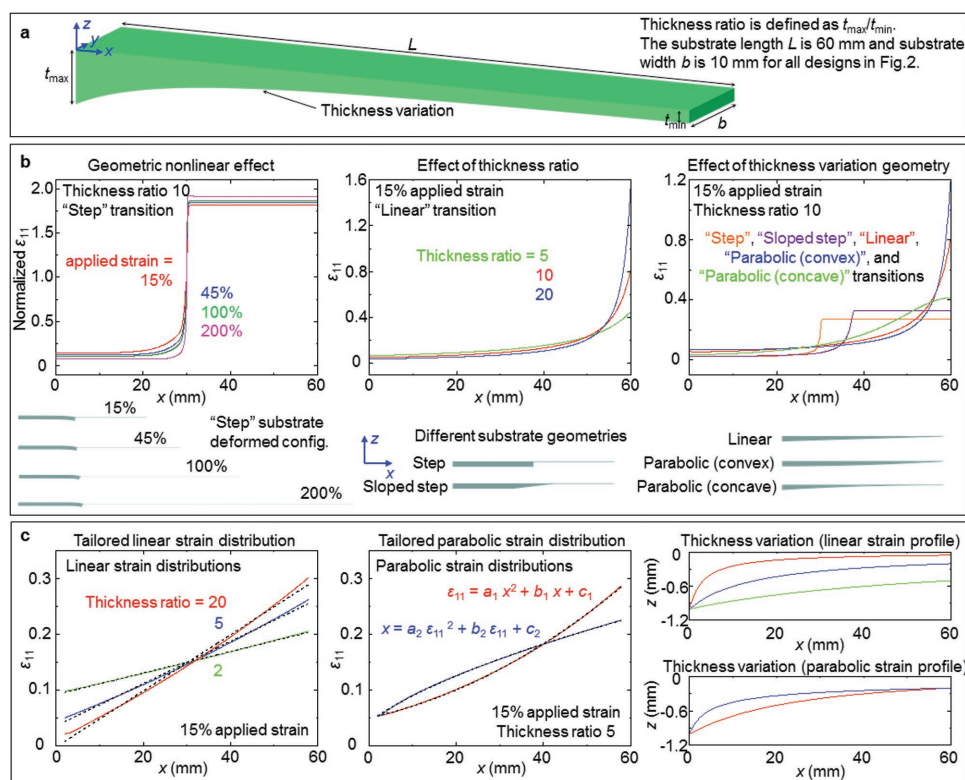 a
z
y
x
L
t_max
Thickness variation
t_min
b
Thickness ratio is defined as t_max/t_min.
The substrate length L is 60 mm and substrate
width b is 10 mm for all designs in Fig.2.
b
Geometric nonlinear effect
Thickness ratio 10
“Step” transition
applied strain =
15%
45%
100%
200%
Normalized ε11
2.0
1.5
1.0
0.5
0
0 20 40 60
x (mm)
Effect of thickness ratio
15% applied strain
“Linear” transition
Thickness ratio = 5
10
20
ε11
1.6
1.2
0.8
0.4
0
0 20 40 60
x (mm)
Effect of thickness variation geometry
15% applied strain
Thickness ratio 10
“Step”, “Sloped step”, “Linear”,
“Parabolic (convex)”, and
“Parabolic (concave)” transitions
ε11
1.2
0.8
0.4
0
0 20 40 60
x (mm)
15%
45%
100%
200%
“Step” substrate
deformed config.
z
x
Different substrate geometries
Step
Sloped step
Linear
Parabolic (convex)
Parabolic (concave)
c
Tailored linear strain distribution
Linear strain distributions
Thickness ratio = 20
5
2
15% applied strain
ε11
0.3
0.2
0.1
0
0 20 40 60
x (mm)
Tailored parabolic strain distribution
Parabolic strain distributions
ε11 = a1 x² + b1 x + c1
x = a2 ε11² + b2 ε11 + c2
15% applied strain
Thickness ratio 5
ε11
0.3
0.2
0.1
0
0 20 40 60
x (mm)
Thickness variation (linear strain profile)
z (mm)
0
-0.6
-1.2
0 20 40 60
x (mm)
Thickness variation (parabolic strain profile)
z (mm)
0
-0.6
-1.2
0 20 40 60
x (mm)